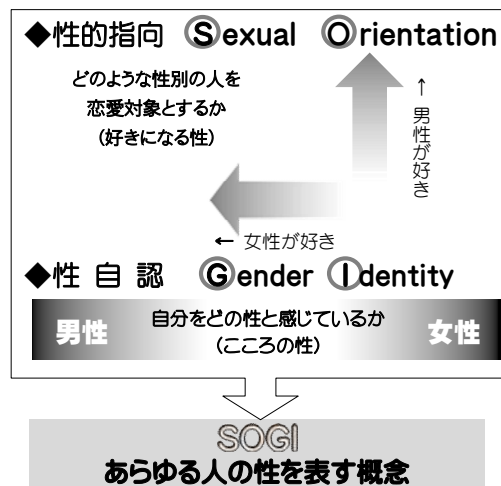 ◆性的指向 Sexual Orientation
どのような性別の人を
恋愛対象とするか
(好きになる性)
↑男性が好き
← 女性が好き
◆性自認 Gender Identity
男性
自分をどの性と感じているか
(こころの性)
女性
SOGI
あらゆる人の性を表す概念